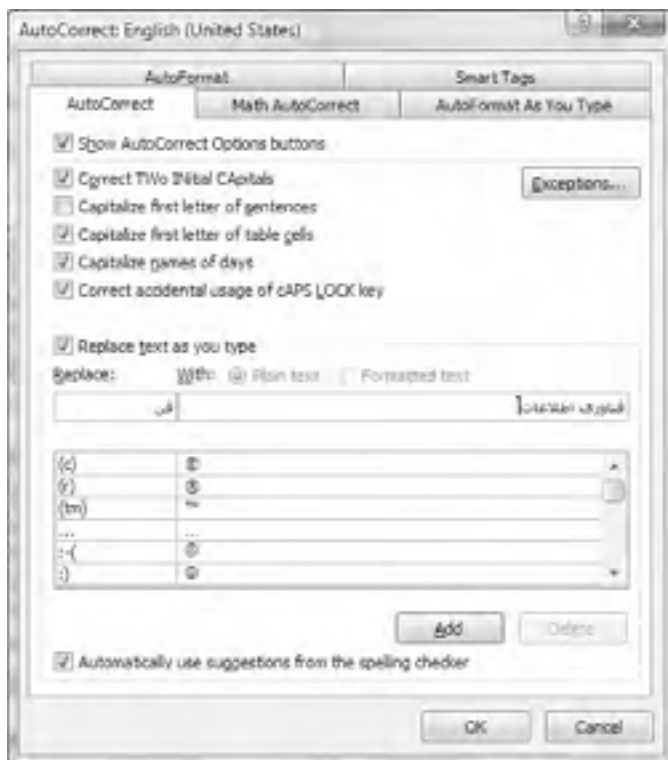 AutoCorrect: English (United States)
AutoFormat Smart Tags
AutoCorrect Math AutoCorrect AutoFormat As You Type
Show AutoCorrect Options buttons
Correct TWo INitial CApitals Exceptions...
Capitalize first letter of sentences
Capitalize first letter of table cells
Capitalize names of days
Correct accidental usage of cAPS LOCK key
Replace text as you type
Replace: With: Plain text Formatted text
فن فناوری اطلاعات
(c) ©
(r) ®
(tm) ™
... ...
:-( ☹
:) ☺
Add Delete
Automatically use suggestions from the spelling checker
OK Cancel